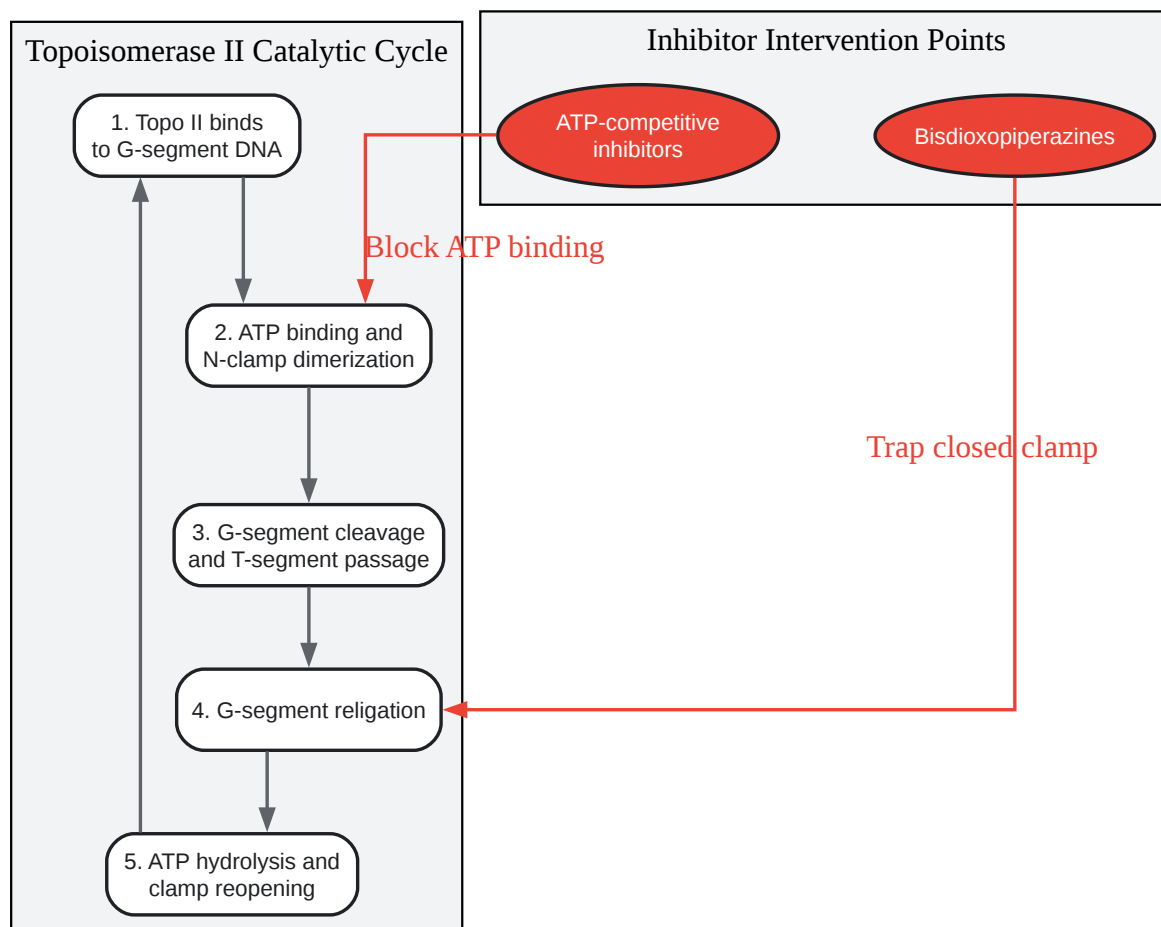 Topoisomerase II Catalytic Cycle
Inhibitor Intervention Points
1. Topo II binds
to G-segment DNA
ATP-competitive
inhibitors
Bisdioxopiperazines
Block ATP binding
2. ATP binding and
N-clamp dimerization
Trap closed clamp
3. G-segment cleavage
and T-segment passage
4. G-segment religation
5. ATP hydrolysis and
clamp reopening